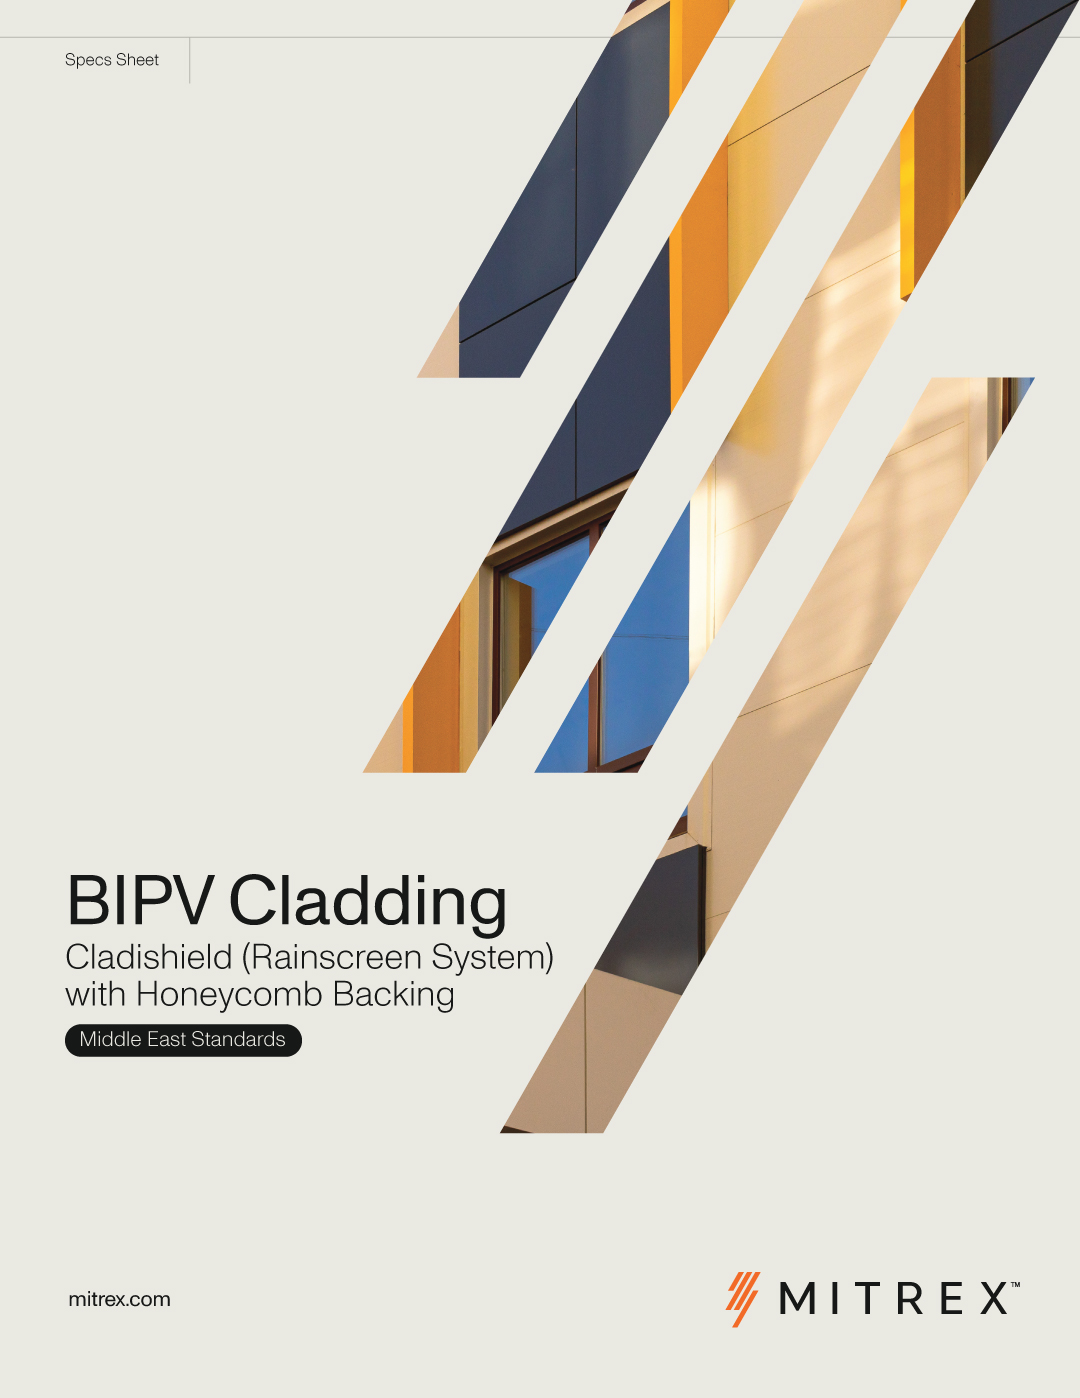 Specs Sheet
BIPV Cladding
Cladishield (Rainscreen System)
with Honeycomb Backing
Middle East Standards
mitrex.com
MITREX™